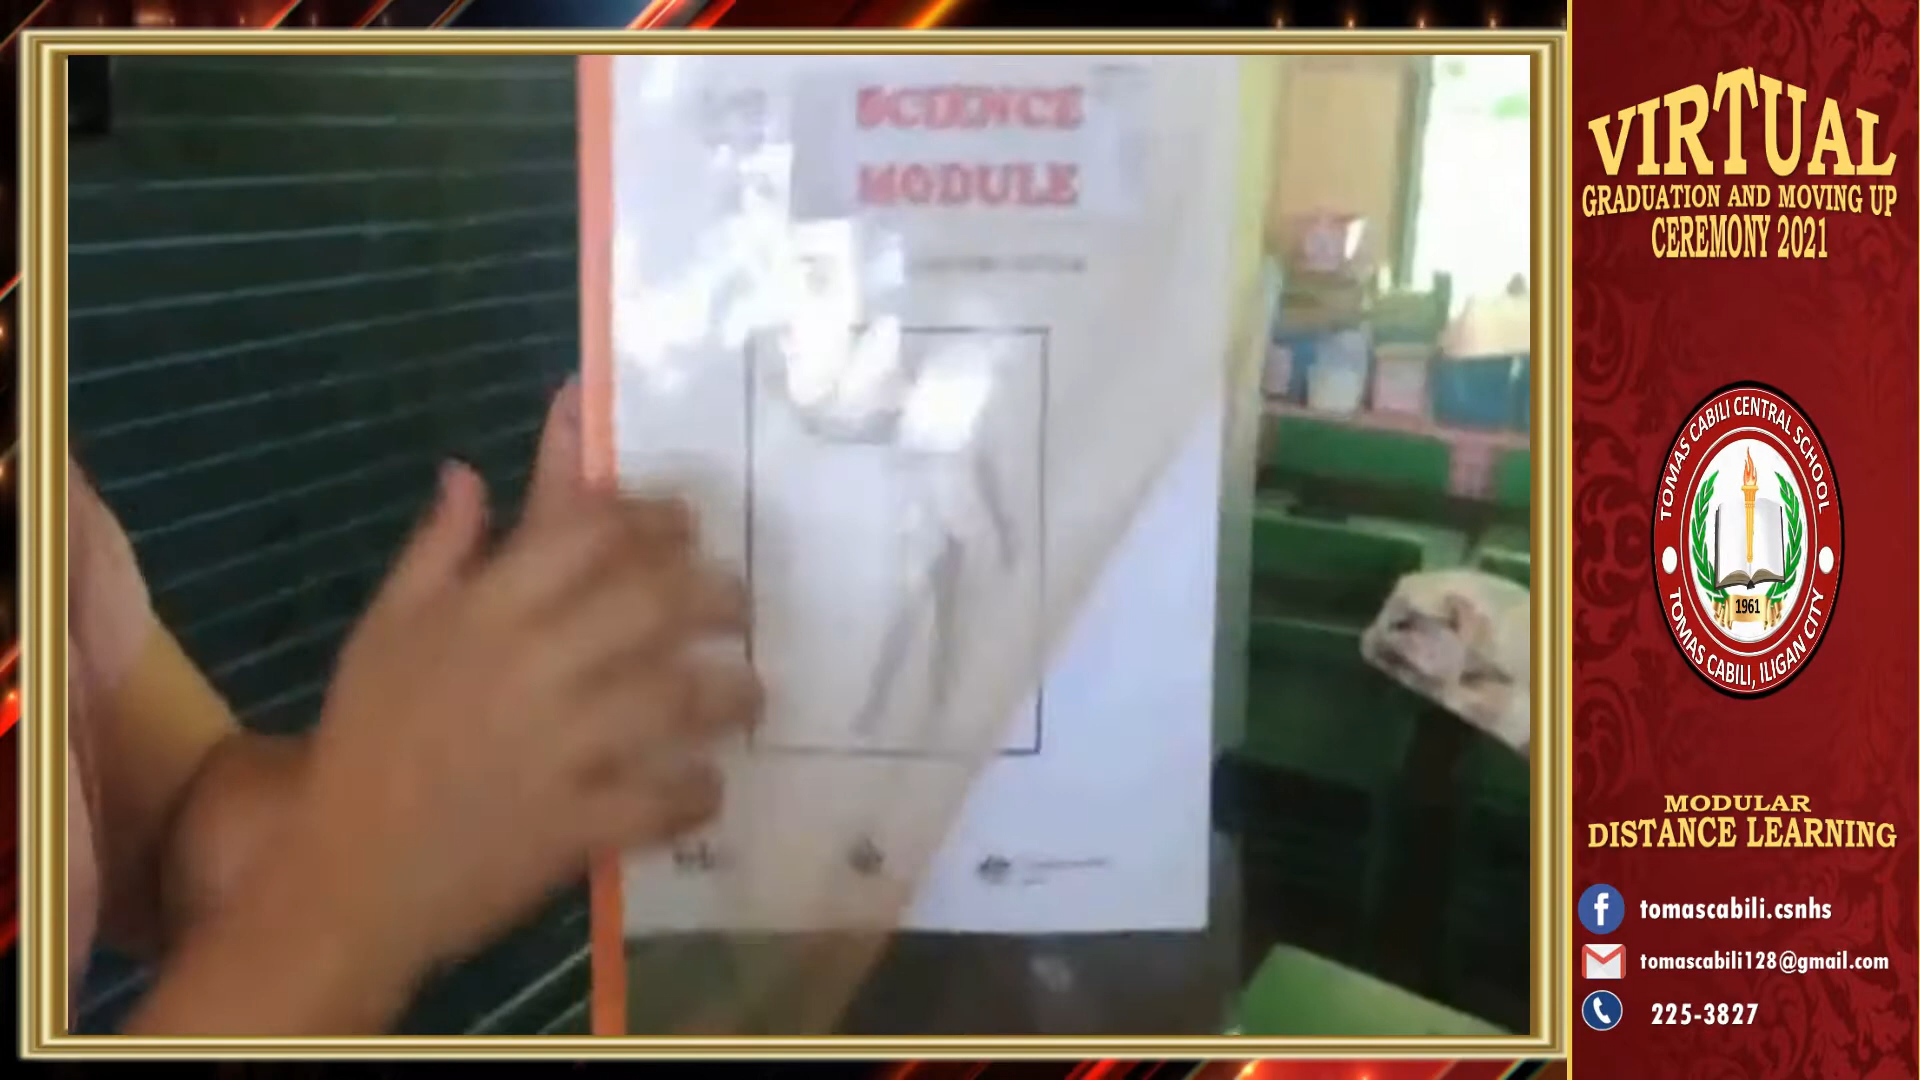 SCIENCE
MODULE
VIRTUAL
GRADUATION AND MOVING UP
CEREMONY 2021
TOMAS CABILI CENTRAL SCHOOL
1961
TOMAS CABILI, ILIGAN CITY
MODULAR
DISTANCE LEARNING
tomascabili.csnhs
tomascabili128@gmail.com
225-3827